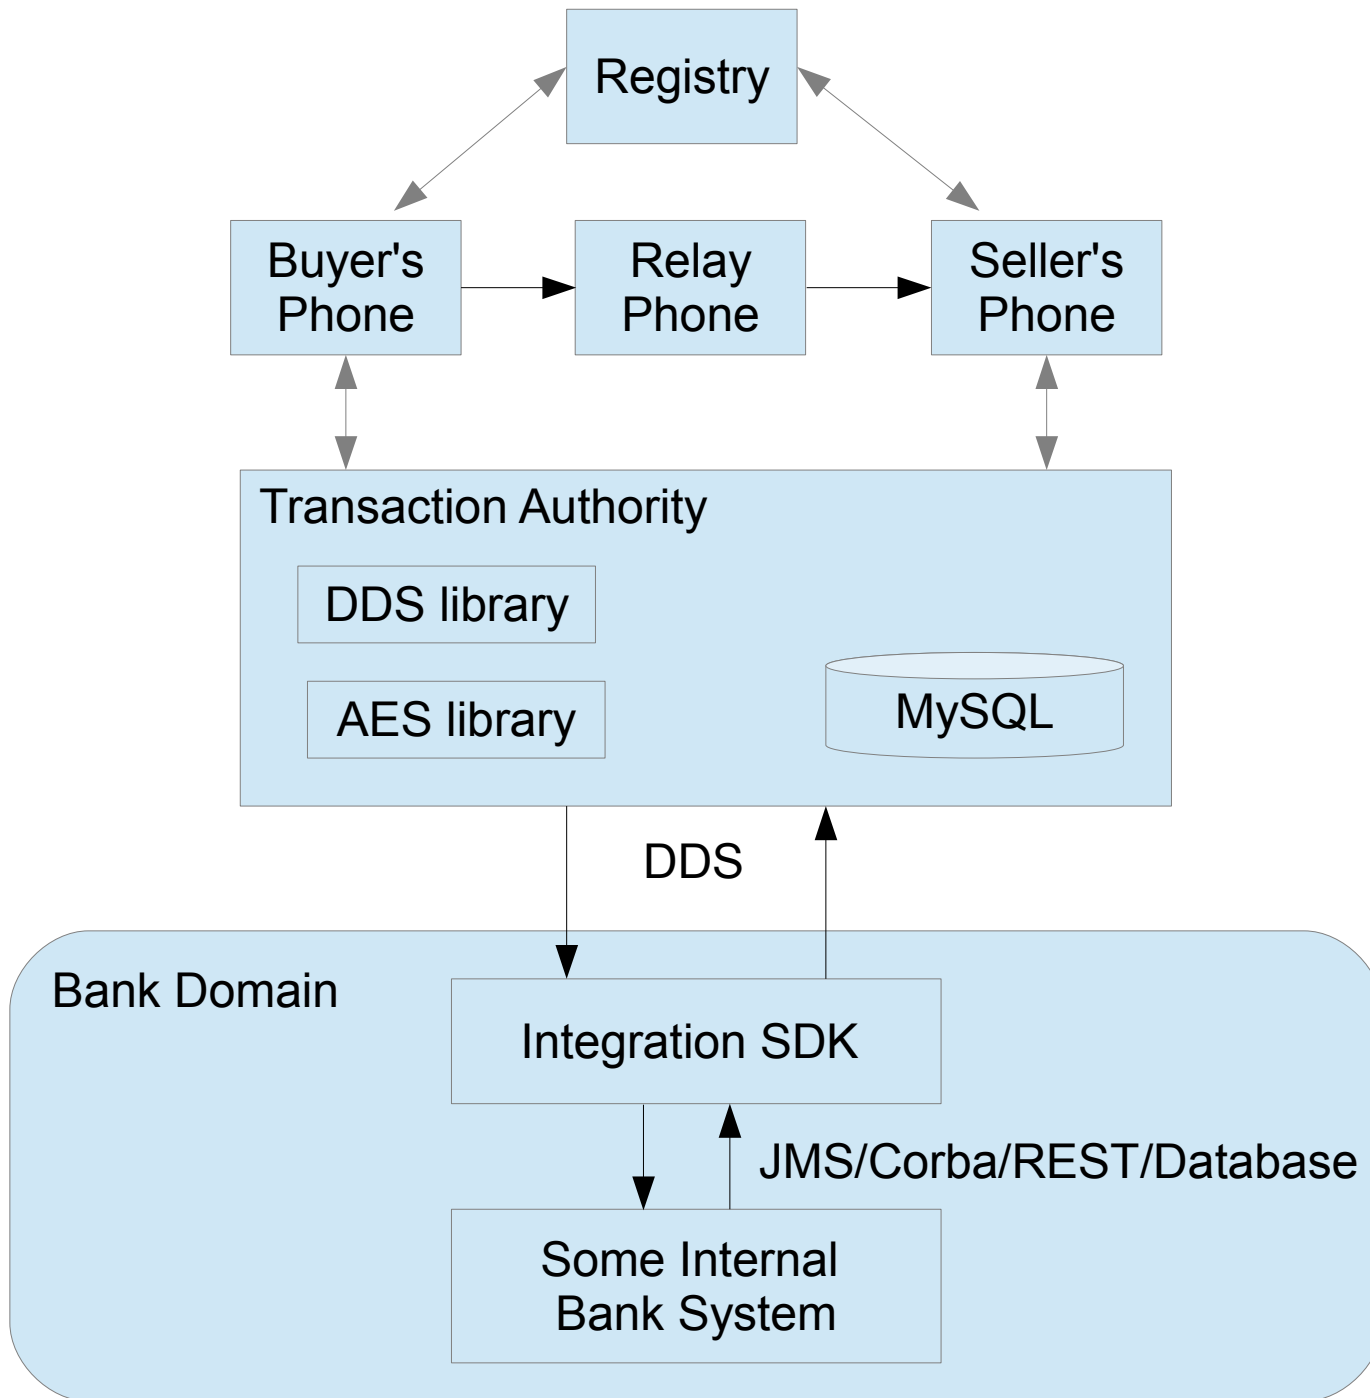 Registry
Buyer's
Phone
Relay
Phone
Seller's
Phone
Transaction Authority
DDS library
AES library
MySQL
DDS
Bank Domain
Integration SDK
JMS/Corba/REST/Database
Some Internal
Bank System